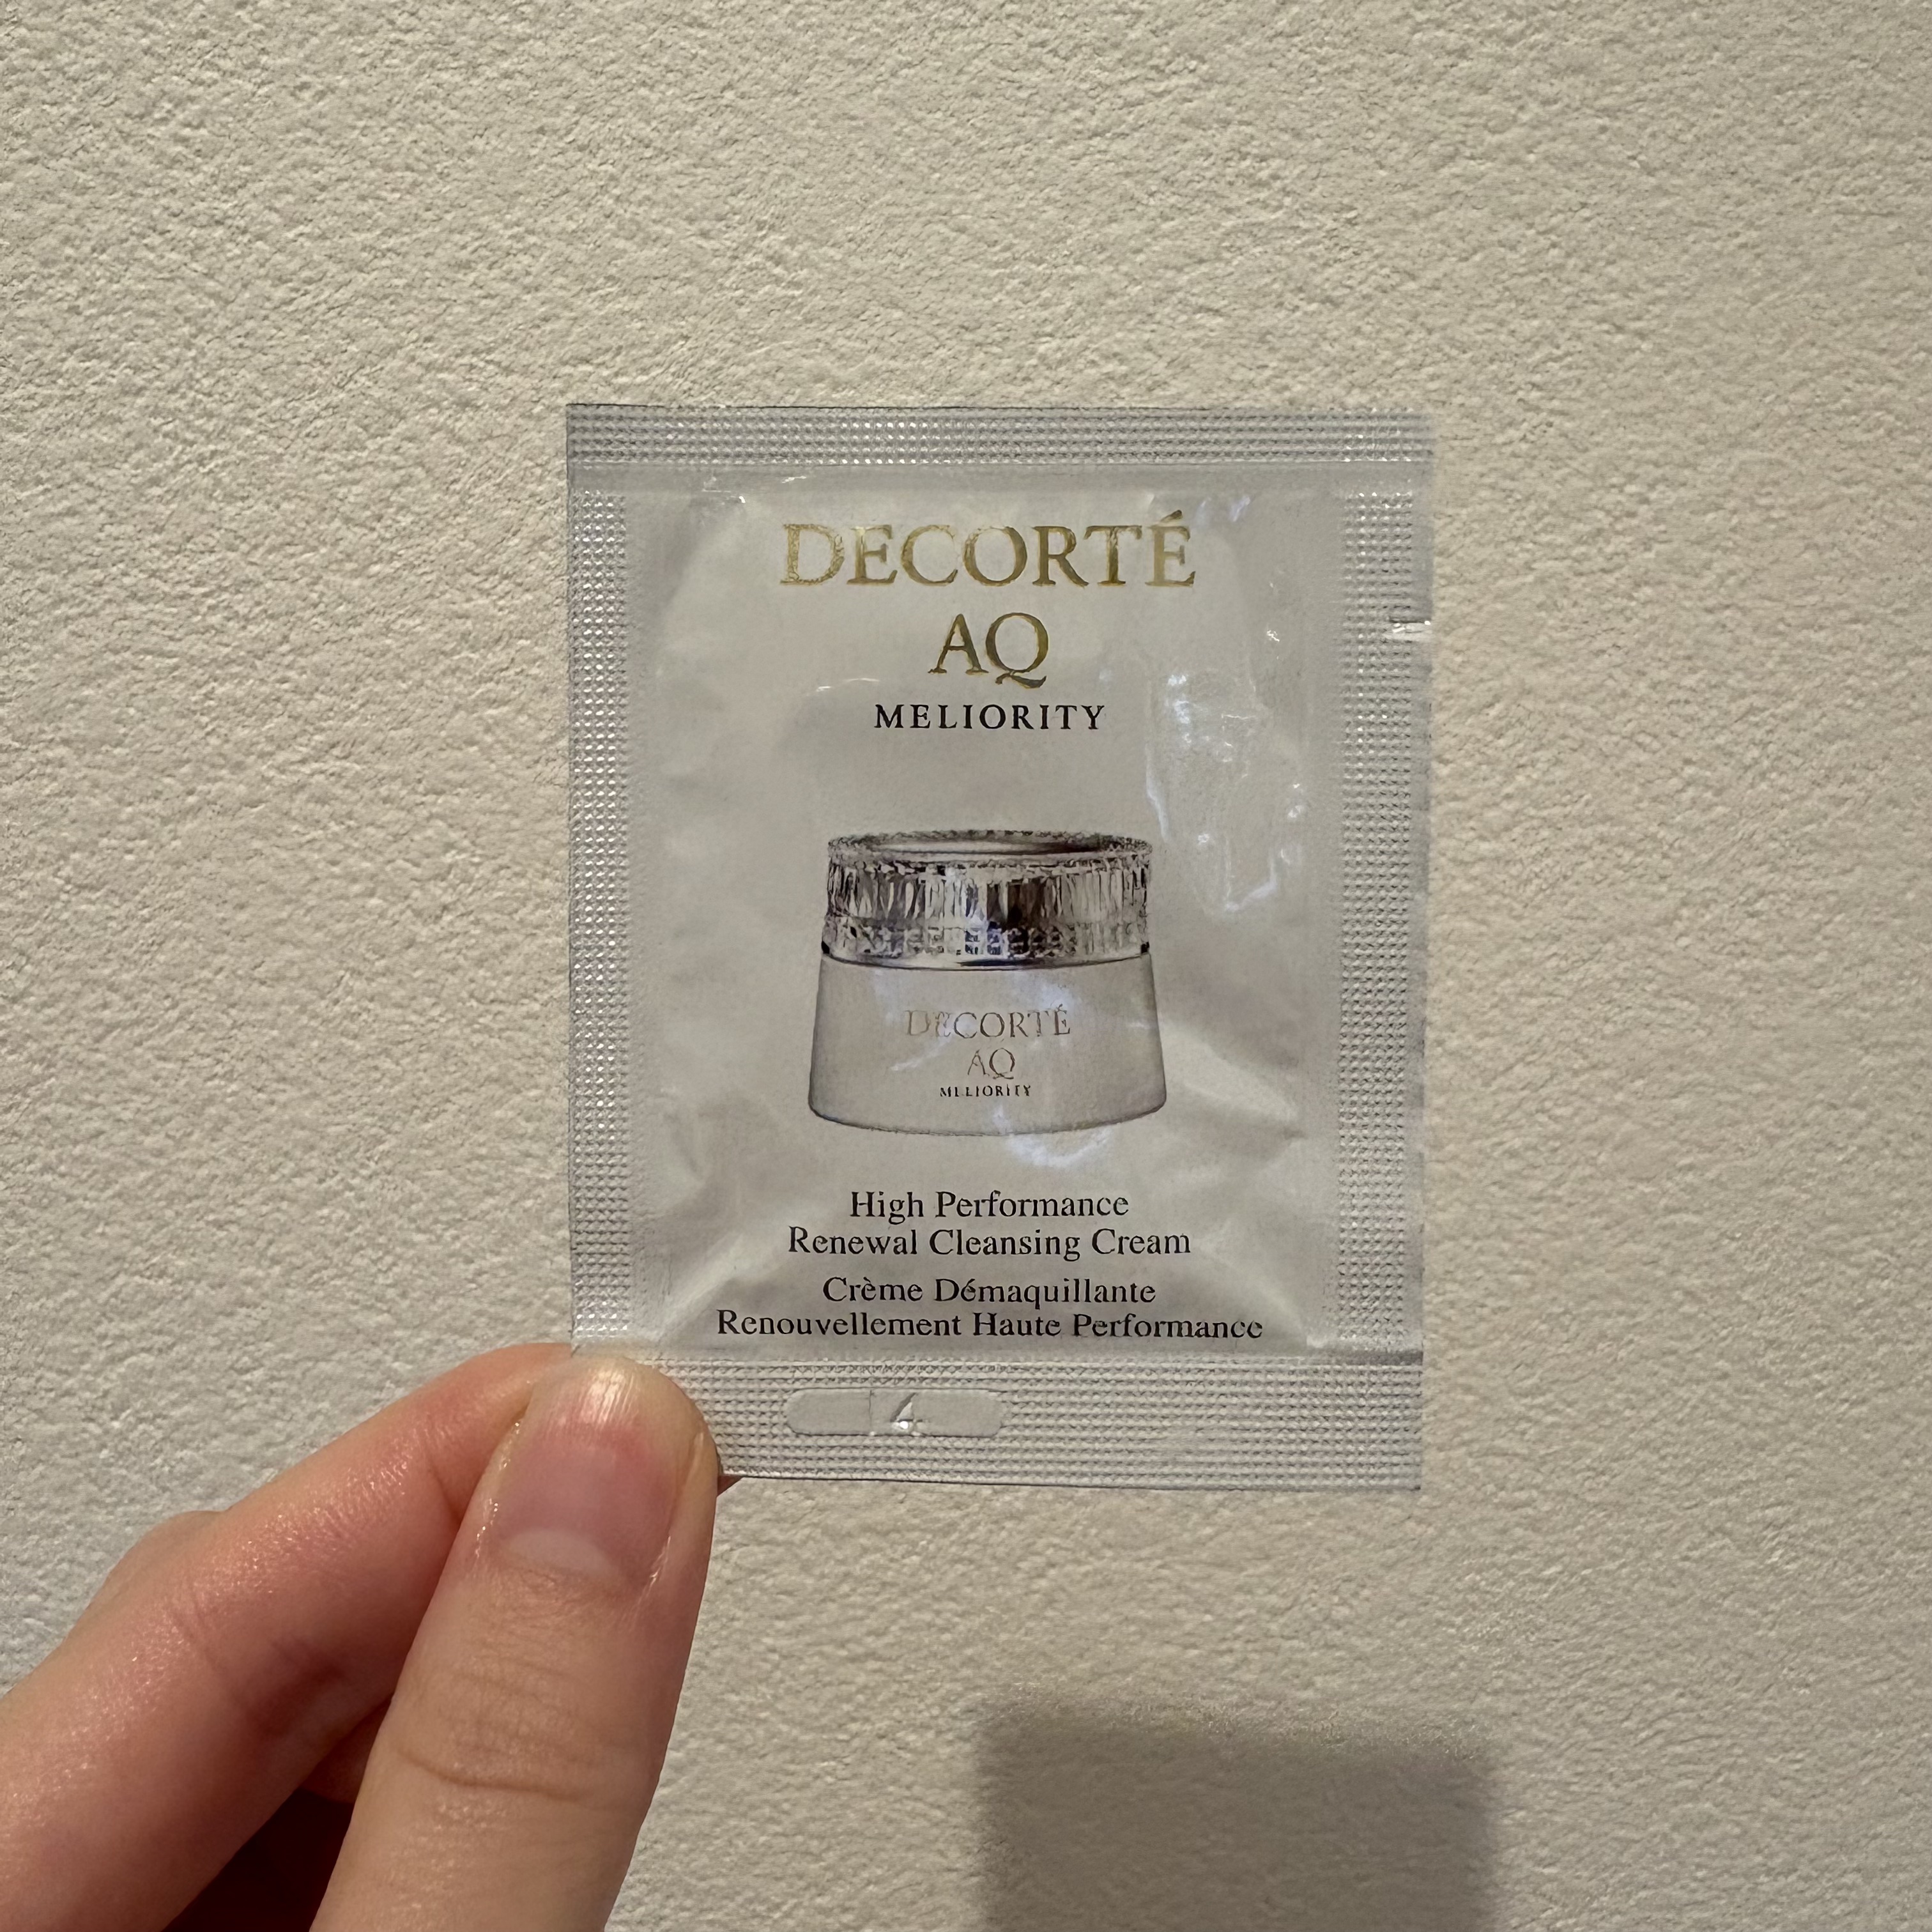 DECORTÉ
AQ
MELIORITY
DECORTÉ
AQ
MELIORITY
High Performance
Renewal Cleansing Cream
Crème Démaquillante
Renouvellement Haute Performance